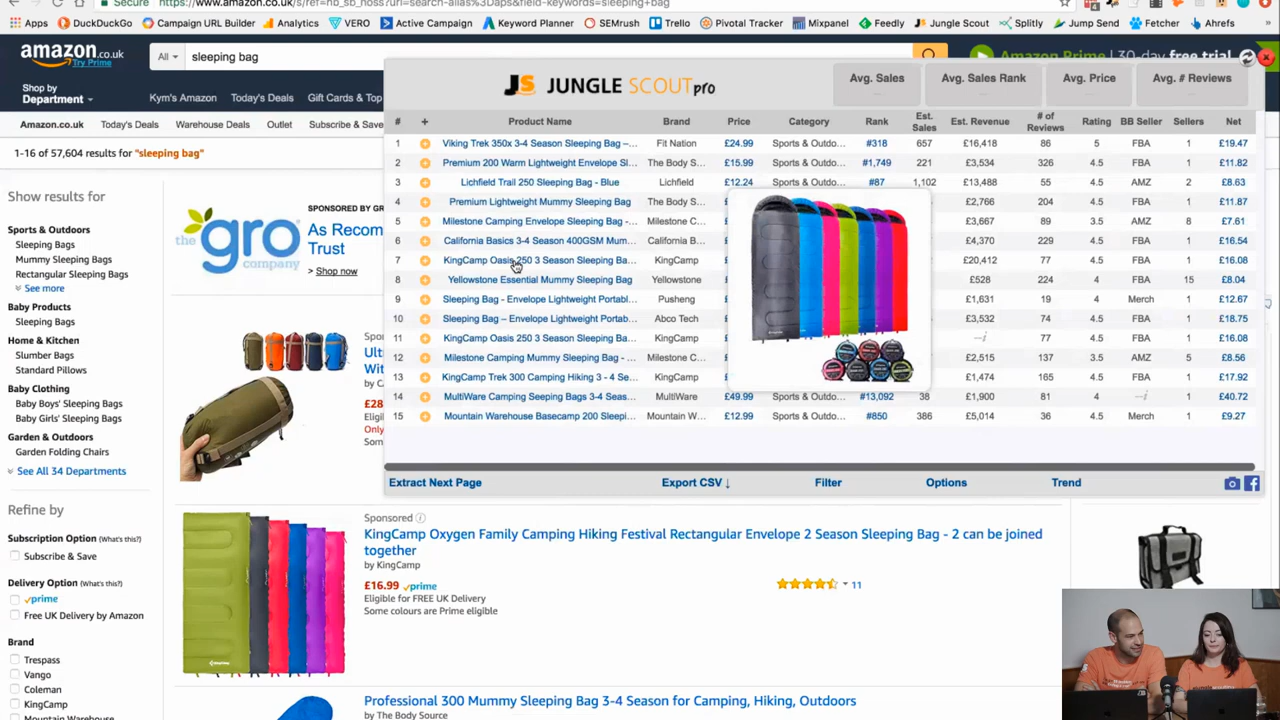 Secure https://www.amazon.co.uk/s/ref=nb_sb_noss?url=search-alias%3Daps&field-keywords=sleeping+bag
Apps DuckDuckGo Campaign URL Builder Analytics VERO Active Campaign Keyword Planner SEMrush Trello Pivotal Tracker Mixpanel Feedly Jungle Scout Splitly Jump Send Fetcher Ahrefs »
amazon.co.uk
Try Prime
All sleeping bag
Amazon Prime | 30-day free trial
Shop by
Department
Kym's Amazon Today's Deals Gift Cards & Top
Amazon.co.uk Today's Deals Warehouse Deals Outlet Subscribe & Save
1-16 of 57,604 results for "sleeping bag"
JS JUNGLE SCOUT pro
Avg. Sales Avg. Sales Rank Avg. Price Avg. # Reviews
# + Product Name Brand Price Category Rank Est. Sales Est. Revenue # of Reviews Rating BB Seller Sellers Net
1 Viking Trek 350x 3-4 Season Sleeping Bag –... Fit Nation £24.99 Sports & Outdo... #318 657 £16,418 86 5 FBA 1 £19.47
2 Premium 200 Warm Lightweight Envelope Sl... The Body S... £15.99 Sports & Outdo... #1,749 221 £3,534 326 4.5 FBA 1 £11.82
3 Lichfield Trail 250 Sleeping Bag - Blue Lichfield £12.24 Sports & Outdo... #87 1,102 £13,488 55 4.5 AMZ 2 £8.63
4 Premium Lightweight Mummy Sleeping Bag The Body S... £2,766 204 4.5 FBA 1 £11.87
5 Milestone Camping Envelope Sleeping Bag -... Milestone C... £3,667 89 3.5 AMZ 8 £7.61
6 California Basics 3-4 Season 400GSM Mum... California B... £4,370 229 4.5 FBA 1 £16.54
7 KingCamp Oasis 250 3 Season Sleeping Ba... KingCamp £20,412 77 4.5 FBA 1 £16.08
8 Yellowstone Essential Mummy Sleeping Bag Yellowstone £528 224 4 FBA 15 £8.04
9 Sleeping Bag - Envelope Lightweight Portabl... Pusheng £1,631 19 4 Merch 1 £12.67
10 Sleeping Bag – Envelope Lightweight Portab... Abco Tech £3,532 74 4.5 FBA 1 £18.75
11 KingCamp Oasis 250 3 Season Sleeping Ba... KingCamp --i 77 4.5 FBA 1 £16.08
12 Milestone Camping Mummy Sleeping Bag - ... Milestone C... £2,515 137 3.5 AMZ 5 £8.56
13 KingCamp Trek 300 Camping Hiking 3 - 4 Se... KingCamp £1,474 165 4.5 FBA 1 £17.92
14 MultiWare Camping Sleeping Bags 3-4 Seas... MultiWare £49.99 Sports & Outdo... #13,092 38 £1,900 81 4 --i 1 £40.72
15 Mountain Warehouse Basecamp 200 Sleepi... Mountain W... £12.99 Sports & Outdo... #850 386 £5,014 36 4.5 Merch 1 £9.27
Extract Next Page Export CSV ↓ Filter Options Trend
Show results for
Sports & Outdoors
Sleeping Bags
Mummy Sleeping Bags
Rectangular Sleeping Bags
See more
Baby Products
Sleeping Bags
Home & Kitchen
Slumber Bags
Standard Pillows
Baby Clothing
Baby Boys' Sleeping Bags
Baby Girls' Sleeping Bags
Garden & Outdoors
Garden Folding Chairs
See All 34 Departments
Refine by
Subscription Option (What's this?)
Subscribe & Save
Delivery Option (What's this?)
prime
Free UK Delivery by Amazon
Brand
Trespass
Vango
Coleman
KingCamp
Mountain Warehouse
the gro company
SPONSORED BY GR
As Recom
Trust
> Shop now
Spo
Ult
Wit
by C
£28
Eligi
Only
Som
Sponsored
KingCamp Oxygen Family Camping Hiking Festival Rectangular Envelope 2 Season Sleeping Bag - 2 can be joined
together
by KingCamp
£16.99 prime
Eligible for FREE UK Delivery
Some colours are Prime eligible
11
Professional 300 Mummy Sleeping Bag 3-4 Season for Camping, Hiking, Outdoors
by The Body Source